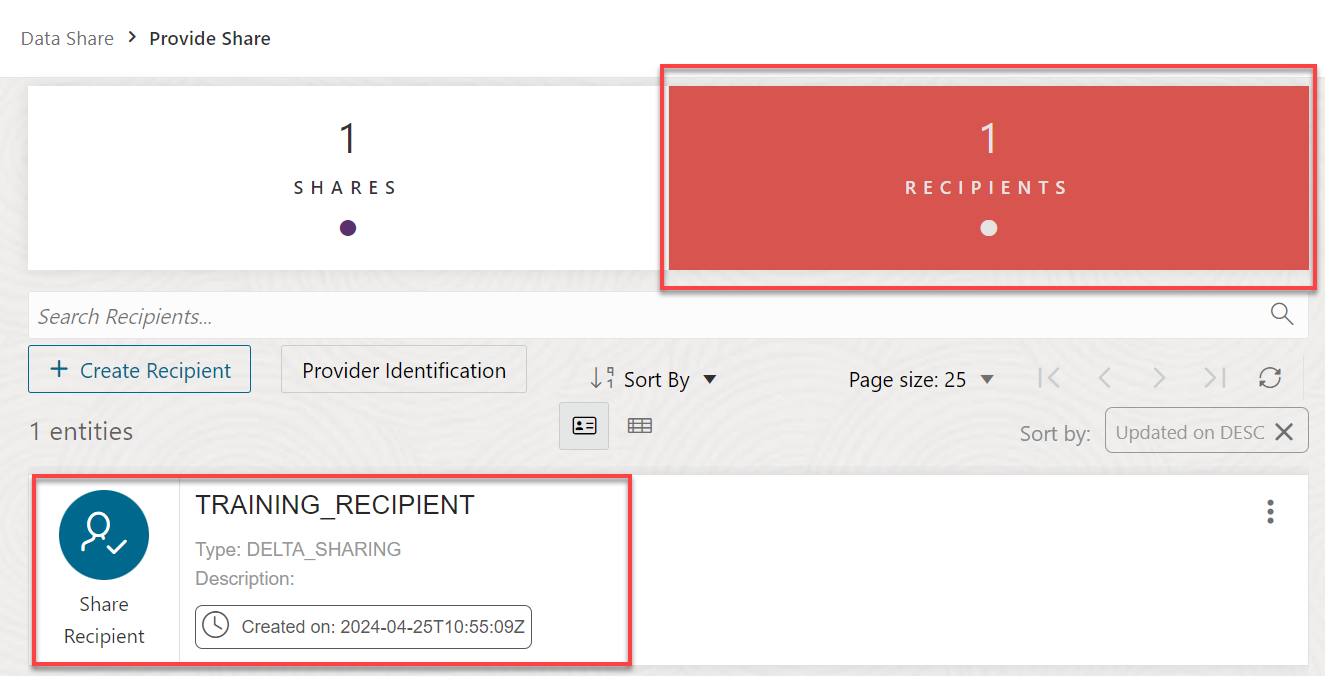 Data Share > Provide Share
1
SHARES
1
RECIPIENTS
Search Recipients...
+ Create Recipient
Provider Identification
Sort By
Page size: 25
1 entities
Sort by: Updated on DESC
TRAINING_RECIPIENT
Type: DELTA_SHARING
Description:
Share
Recipient
Created on: 2024-04-25T10:55:09Z